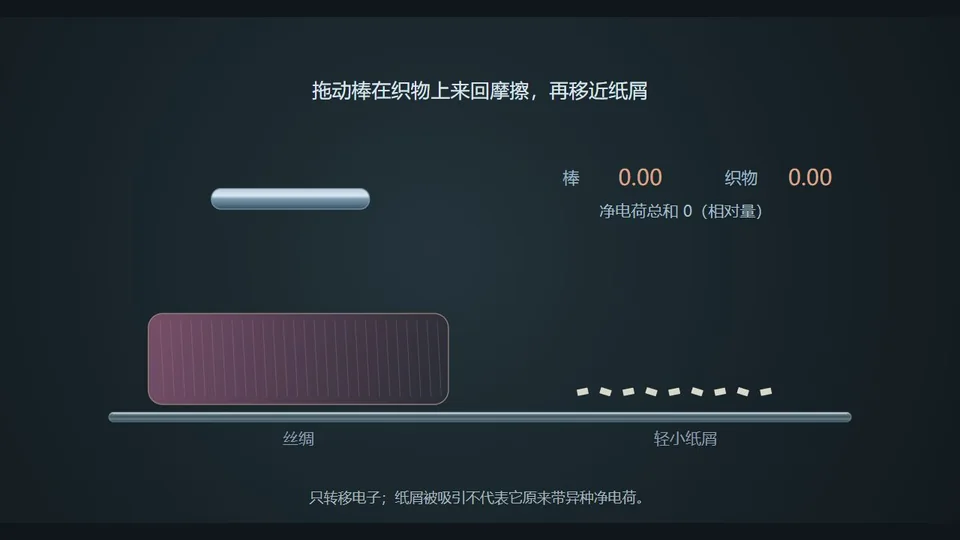 拖动棒在织物上来回摩擦，再移近纸屑
棒 0.00 织物 0.00
净电荷总和 0（相对量）
丝绸 轻小纸屑
只转移电子；纸屑被吸引不代表它原来带异种净电荷。